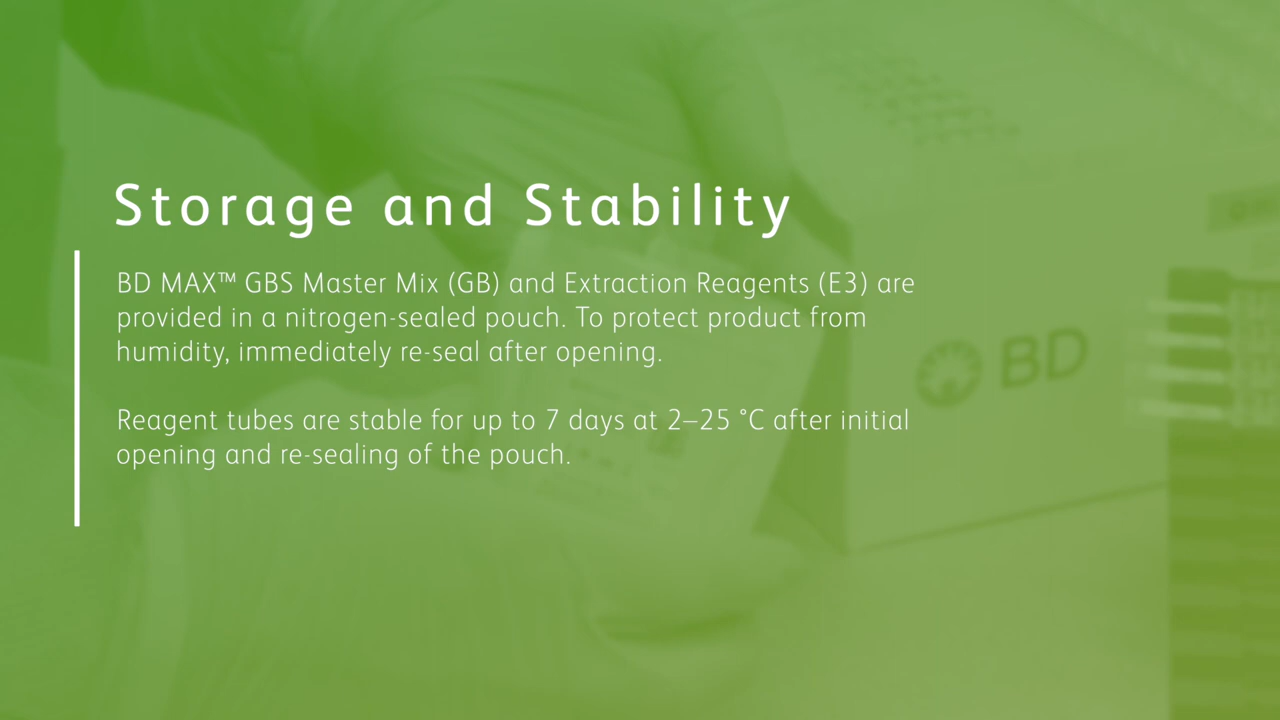 Storage and Stability
BD MAX™ GBS Master Mix (GB) and Extraction Reagents (E3) are
provided in a nitrogen-sealed pouch. To protect product from
humidity, immediately re-seal after opening.
Reagent tubes are stable for up to 7 days at 2–25 °C after initial
opening and re-sealing of the pouch.
BD